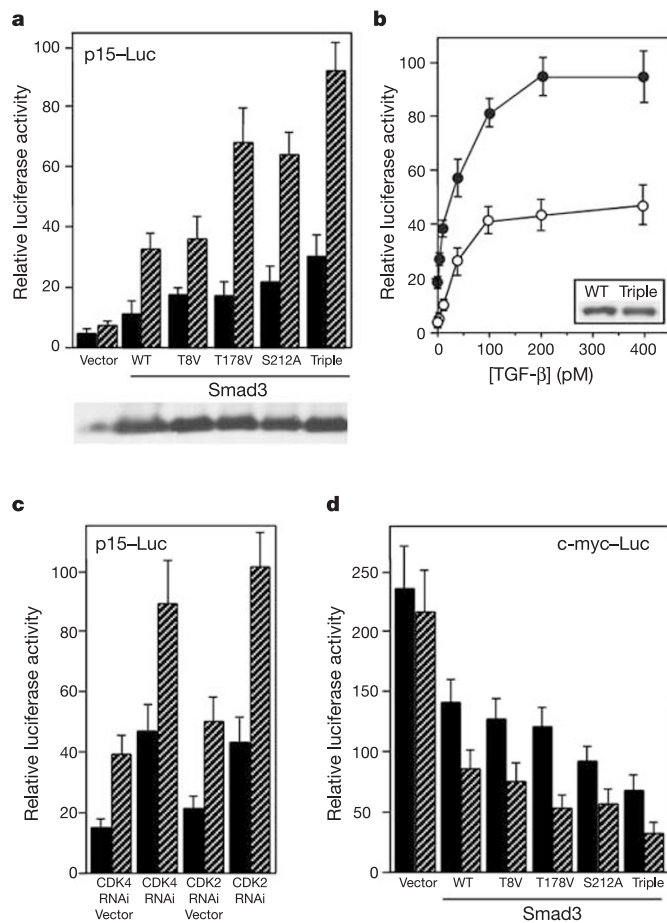 a
p15–Luc
Relative luciferase activity
100
80
60
40
20
0
Vector WT T8V T178V S212A Triple
Smad3
b
Relative luciferase activity
100
80
60
40
20
0
WT Triple
0 100 200 300 400
[TGF-β] (pM)
c
p15–Luc
Relative luciferase activity
100
80
60
40
20
0
CDK4 CDK4 CDK2 CDK2
RNAi RNAi RNAi RNAi
Vector Vector
d
c-myc–Luc
Relative luciferase activity
250
200
150
100
50
0
Vector WT T8V T178V S212A Triple
Smad3